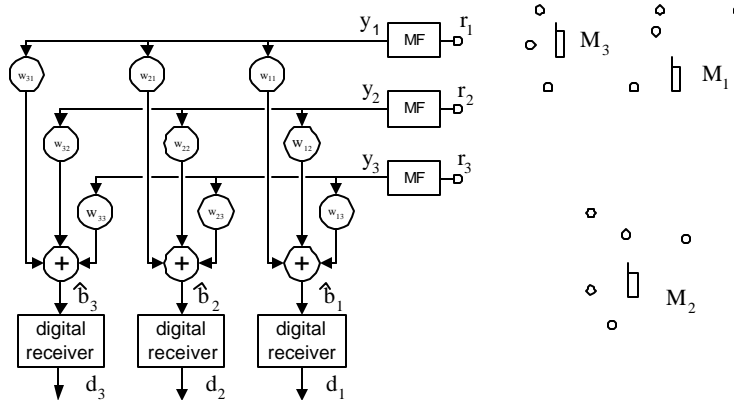 y₁ MF r₁
w₃₁ w₂₁ w₁₁
y₂ MF r₂
w₃₂ w₂₂ w₁₂
y₃ MF r₃
w₃₃ w₂₃ w₁₃
+ + +
b̂₃ b̂₂ b̂₁
digital receiver
digital receiver
digital receiver
d₃ d₂ d₁
M₃
M₁
M₂